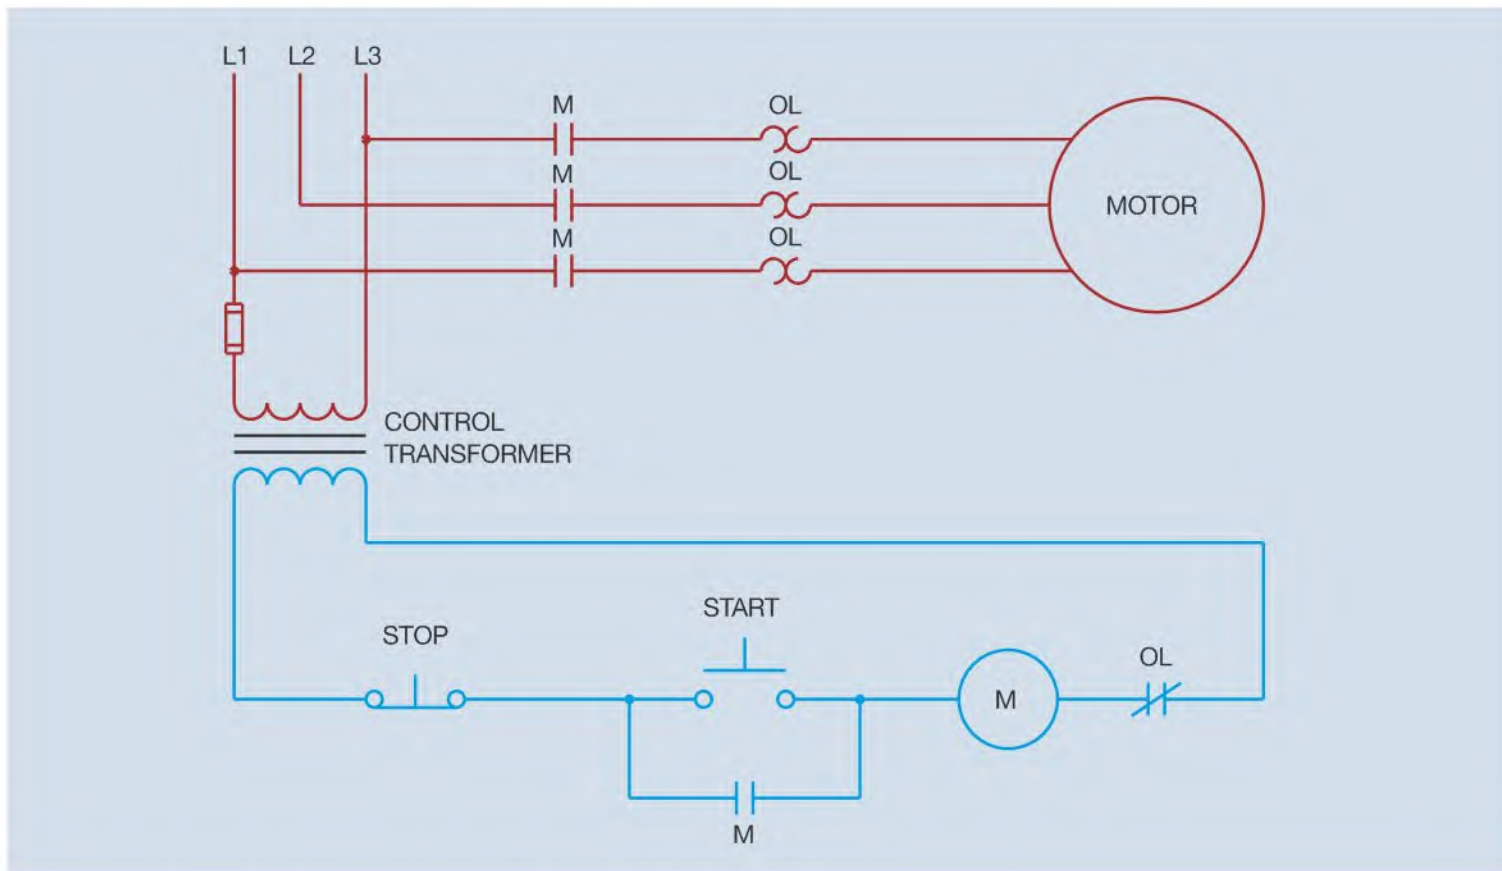 L1 L2 L3
M OL
M OL
MOTOR
M OL
CONTROL
TRANSFORMER
START
STOP
OL
M
M